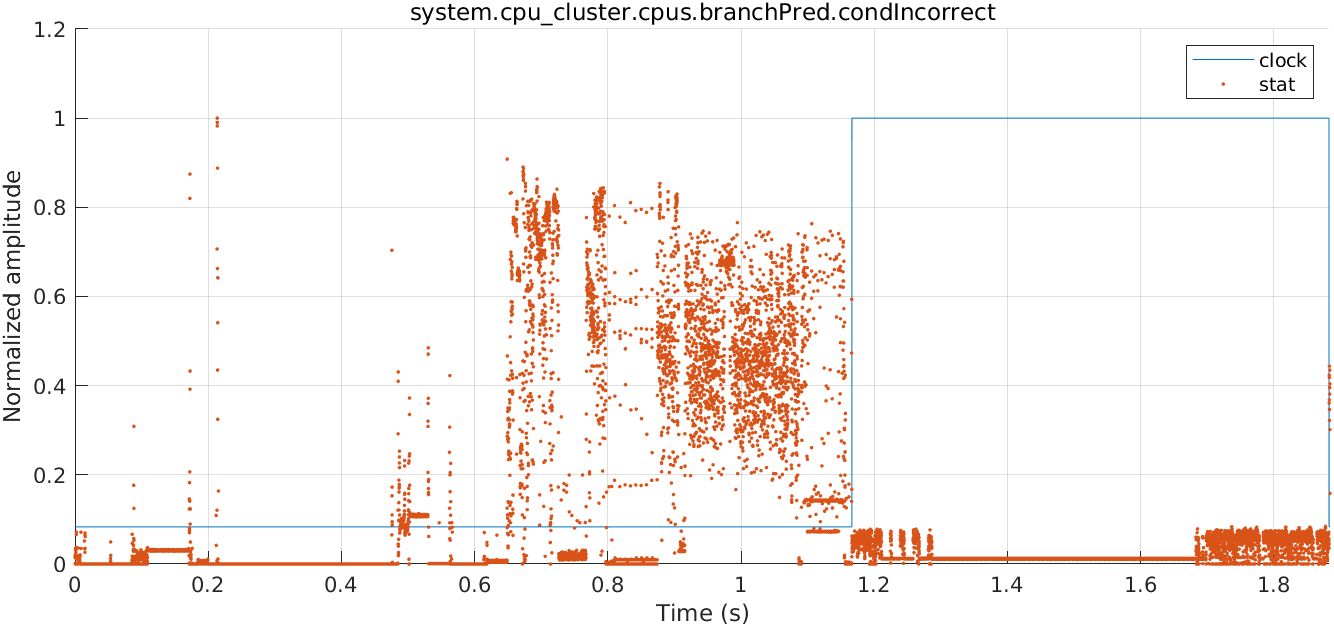 system.cpu_cluster.cpus.branchPred.condIncorrect
1.2
1
0.8
0.6
0.4
0.2
0
Normalized amplitude
clock
stat
0 0.2 0.4 0.6 0.8 1 1.2 1.4 1.6 1.8
Time (s)